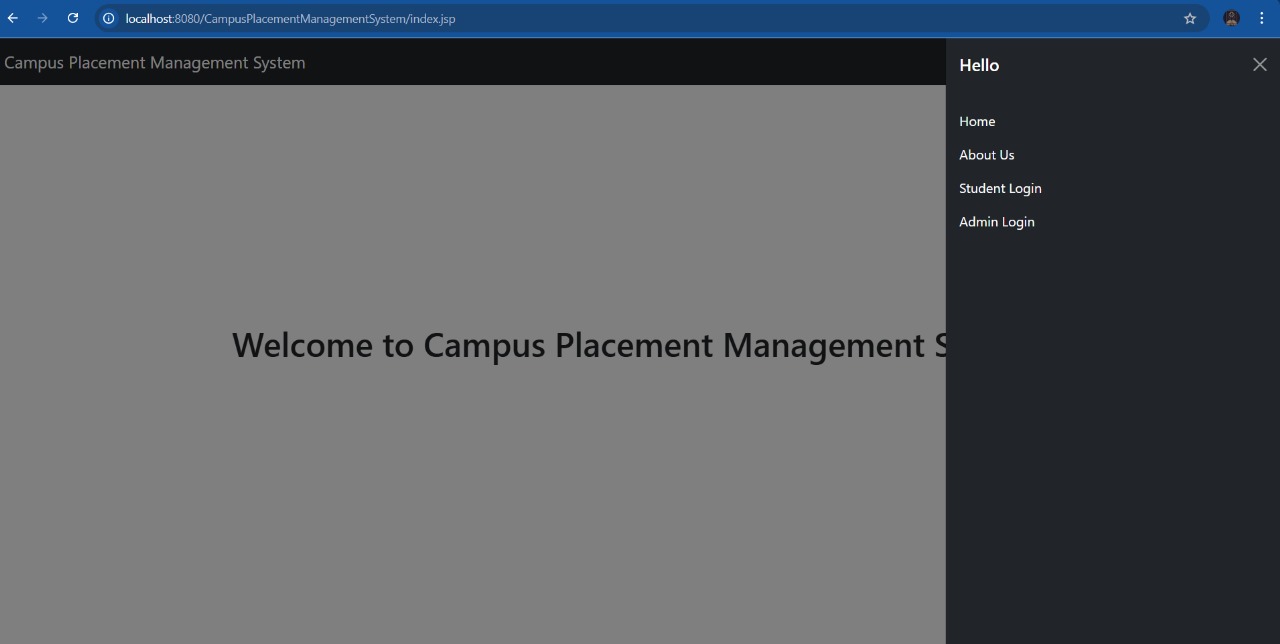 localhost:8080/CampusPlacementManagementSystem/index.jsp
Campus Placement Management System
Hello
Home
About Us
Student Login
Admin Login
Welcome to Campus Placement Management S